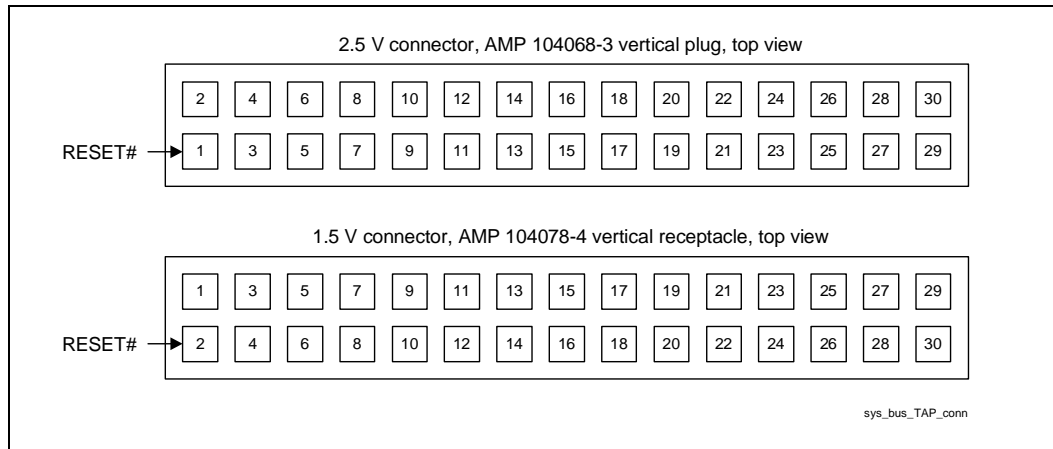 2.5 V connector, AMP 104068-3 vertical plug, top view
2 4 6 8 10 12 14 16 18 20 22 24 26 28 30
RESET# 1 3 5 7 9 11 13 15 17 19 21 23 25 27 29
1.5 V connector, AMP 104078-4 vertical receptacle, top view
1 3 5 7 9 11 13 15 17 19 21 23 25 27 29
RESET# 2 4 6 8 10 12 14 16 18 20 22 24 26 28 30
sys_bus_TAP_conn